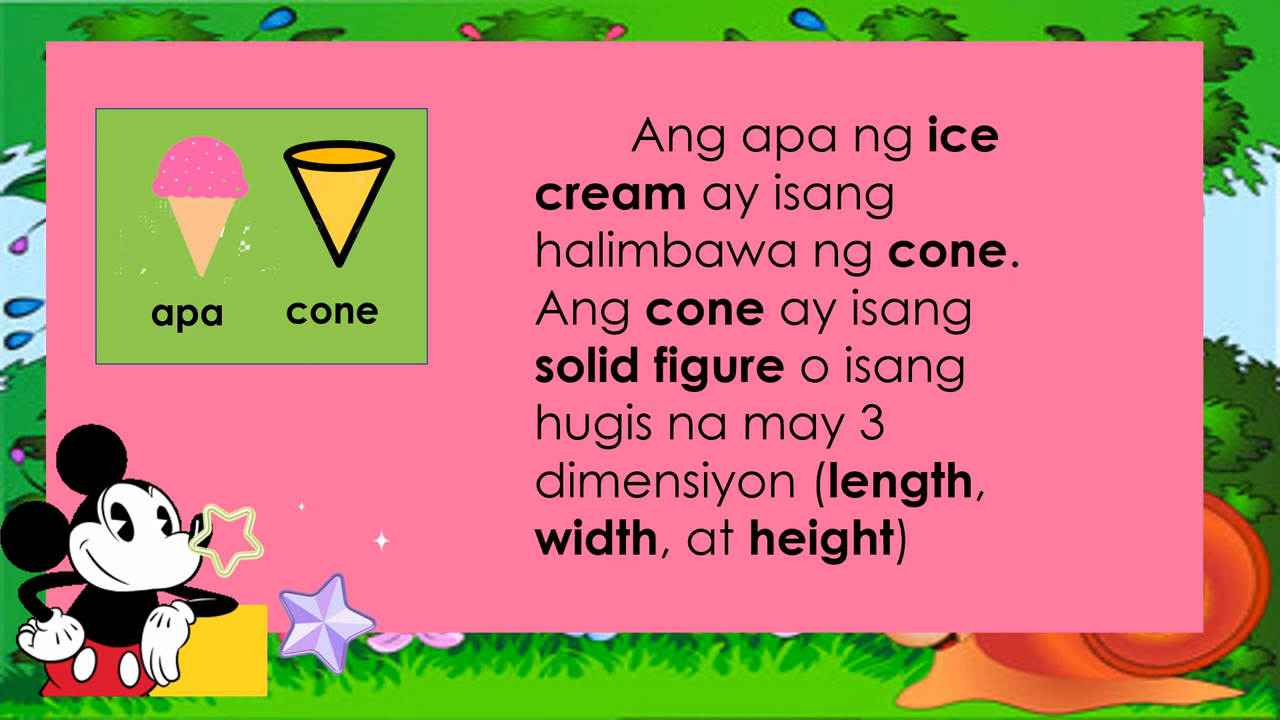 apa
cone
Ang apa ng ice
cream ay isang
halimbawa ng cone.
Ang cone ay isang
solid figure o isang
hugis na may 3
dimensiyon (length,
width, at height)